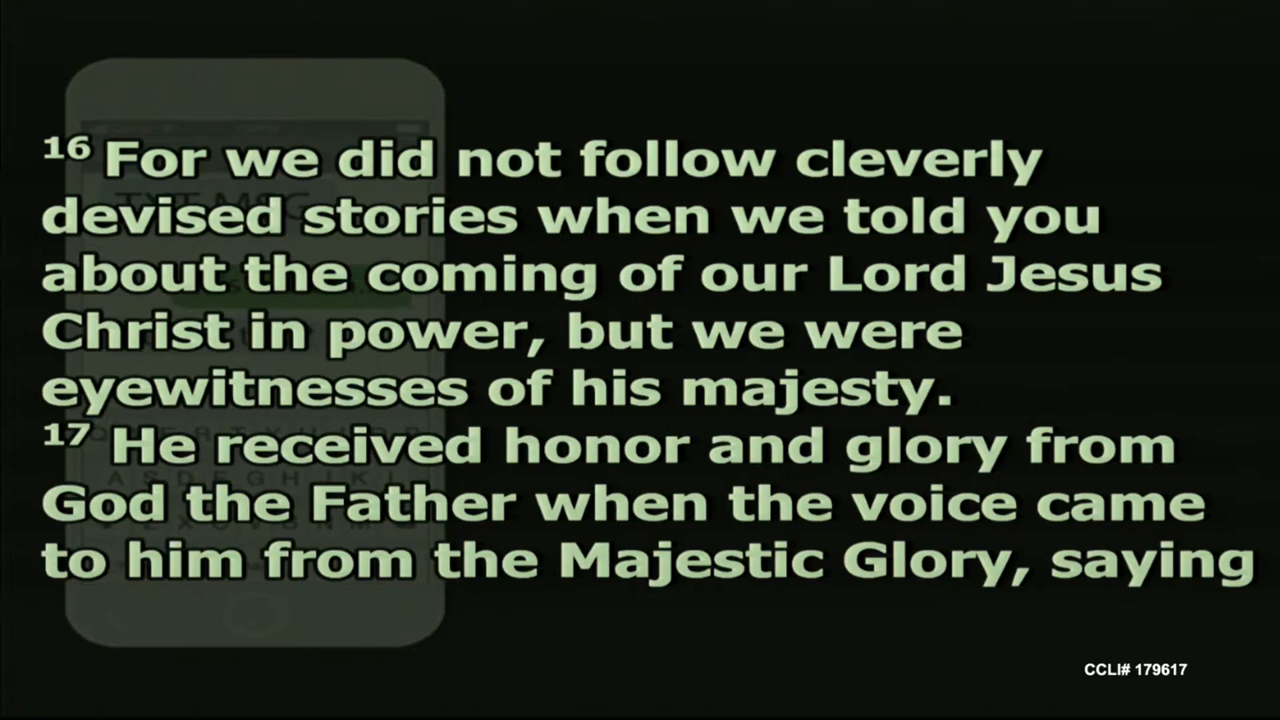 16 For we did not follow cleverly
devised stories when we told you
about the coming of our Lord Jesus
Christ in power, but we were
eyewitnesses of his majesty.
17 He received honor and glory from
God the Father when the voice came
to him from the Majestic Glory, saying
CCLI# 179617